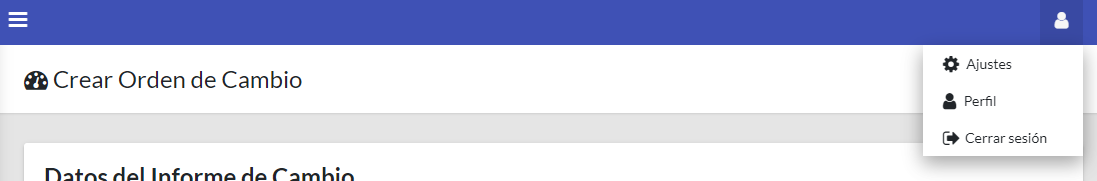 Crear Orden de Cambio
Ajustes
Perfil
Cerrar sesión
Datos del Informe de Cambio